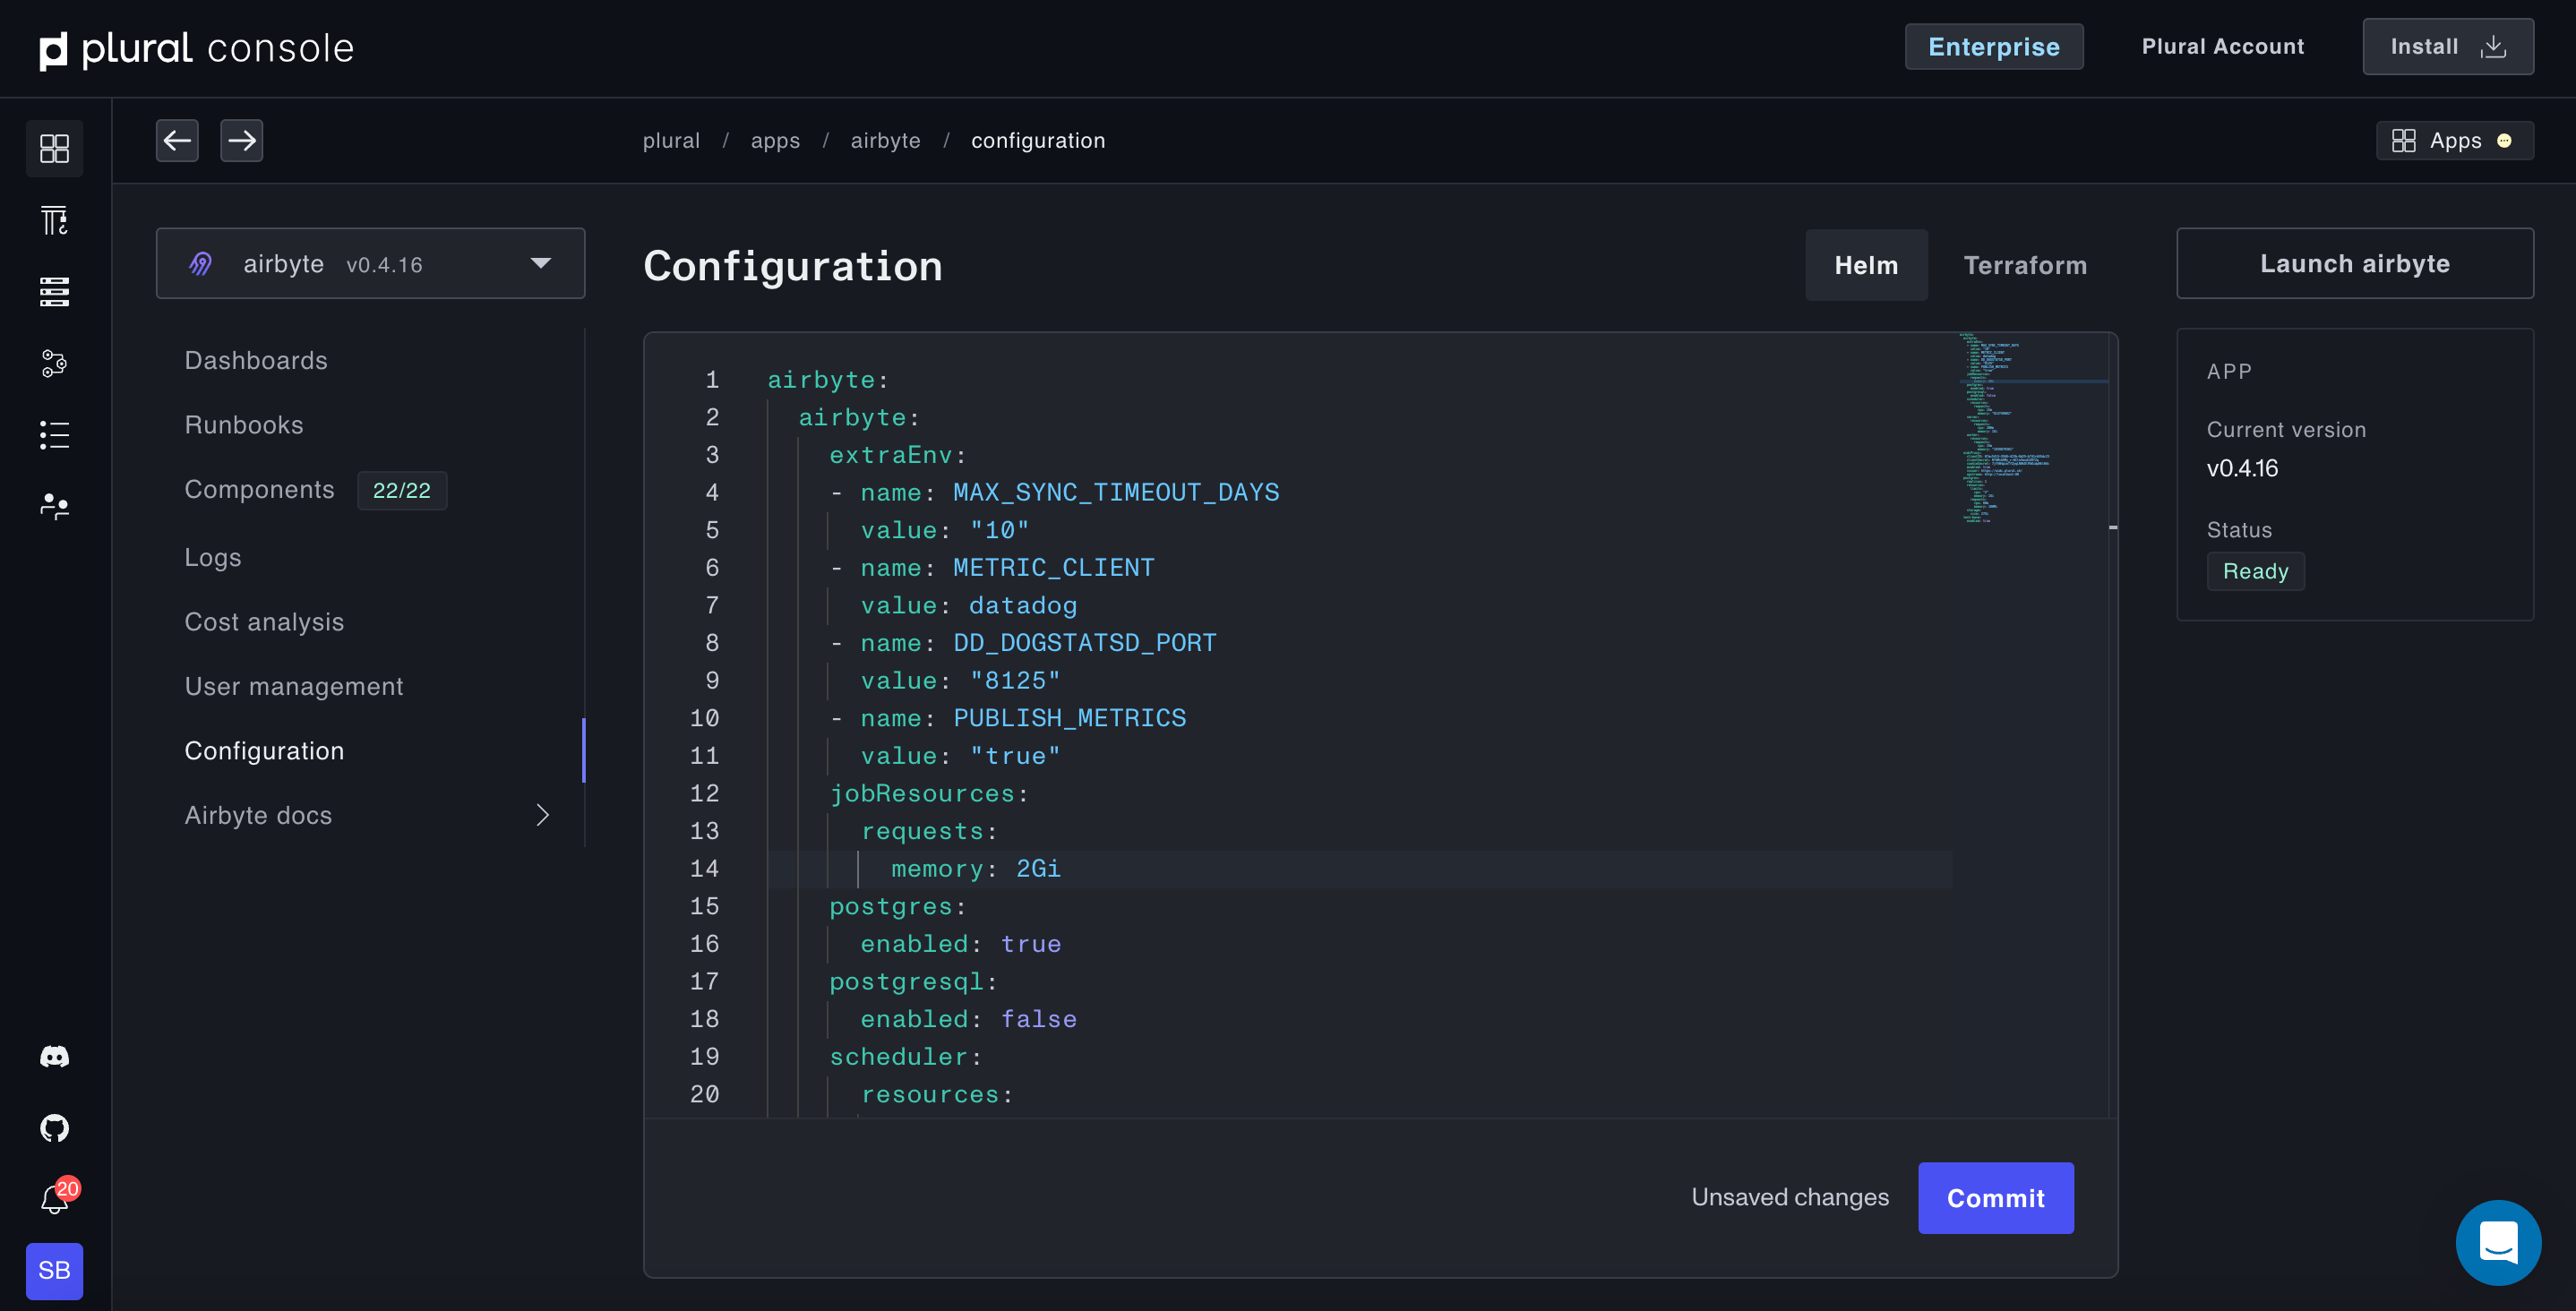 plural console
Enterprise
Plural Account
Install
plural / apps / airbyte / configuration
Apps
airbyte v0.4.16
Dashboards
Runbooks
Components 22/22
Logs
Cost analysis
User management
Configuration
Airbyte docs
Configuration
Helm
Terraform
1 airbyte:
2 airbyte:
3 extraEnv:
4 - name: MAX_SYNC_TIMEOUT_DAYS
5 value: "10"
6 - name: METRIC_CLIENT
7 value: datadog
8 - name: DD_DOGSTATSD_PORT
9 value: "8125"
10 - name: PUBLISH_METRICS
11 value: "true"
12 jobResources:
13 requests:
14 memory: 2Gi
15 postgres:
16 enabled: true
17 postgresql:
18 enabled: false
19 scheduler:
20 resources:
Unsaved changes
Commit
Launch airbyte
APP
Current version
v0.4.16
Status
Ready
20
SB